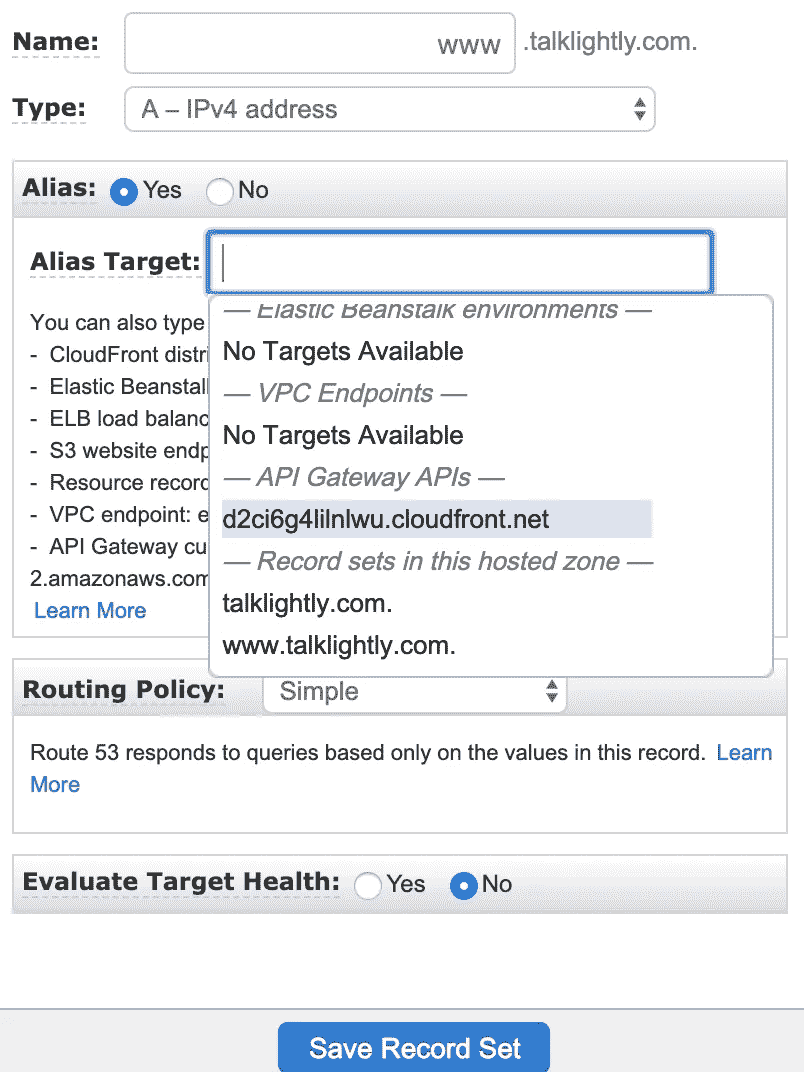 Name: www .talklightly.com.
Type: A – IPv4 address
Alias: Yes No
Alias Target:
— Elastic Beanstalk environments —
No Targets Available
— VPC Endpoints —
No Targets Available
— API Gateway APIs —
d2ci6g4lilnlwu.cloudfront.net
— Record sets in this hosted zone —
talklightly.com.
www.talklightly.com.
You can also type
- CloudFront distri
- Elastic Beanstal
- ELB load balanc
- S3 website endp
- Resource record
- VPC endpoint: e
- API Gateway cu
2.amazonaws.com
Learn More
Routing Policy: Simple
Route 53 responds to queries based only on the values in this record. Learn
More
Evaluate Target Health: Yes No
Save Record Set